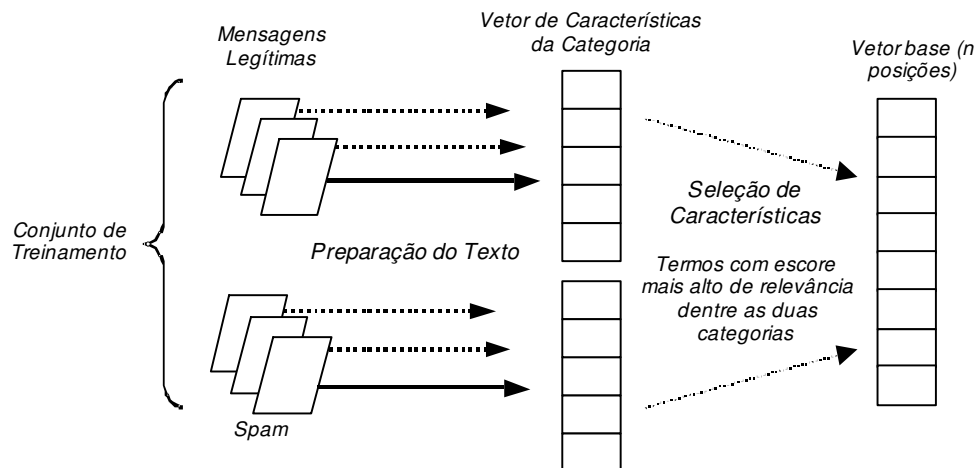 Mensagens
Legítimas
Vetor de Características
da Categoria
Vetor base (n
posições)
Conjunto de
Treinamento
Preparação do Texto
Seleção de
Características
Termos com escore
mais alto de relevância
dentre as duas
categorias
Spam